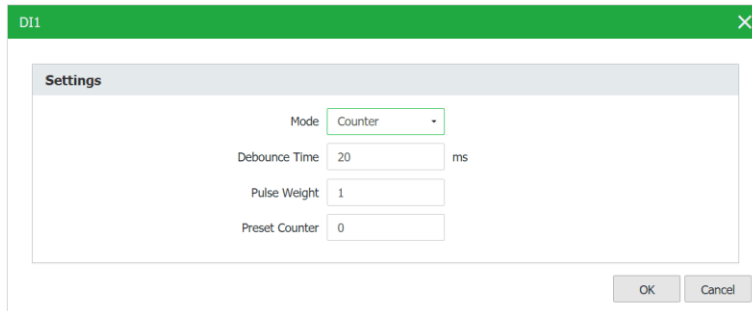 DI1
Settings
Mode Counter
Debounce Time 20 ms
Pulse Weight 1
Preset Counter 0
OK Cancel